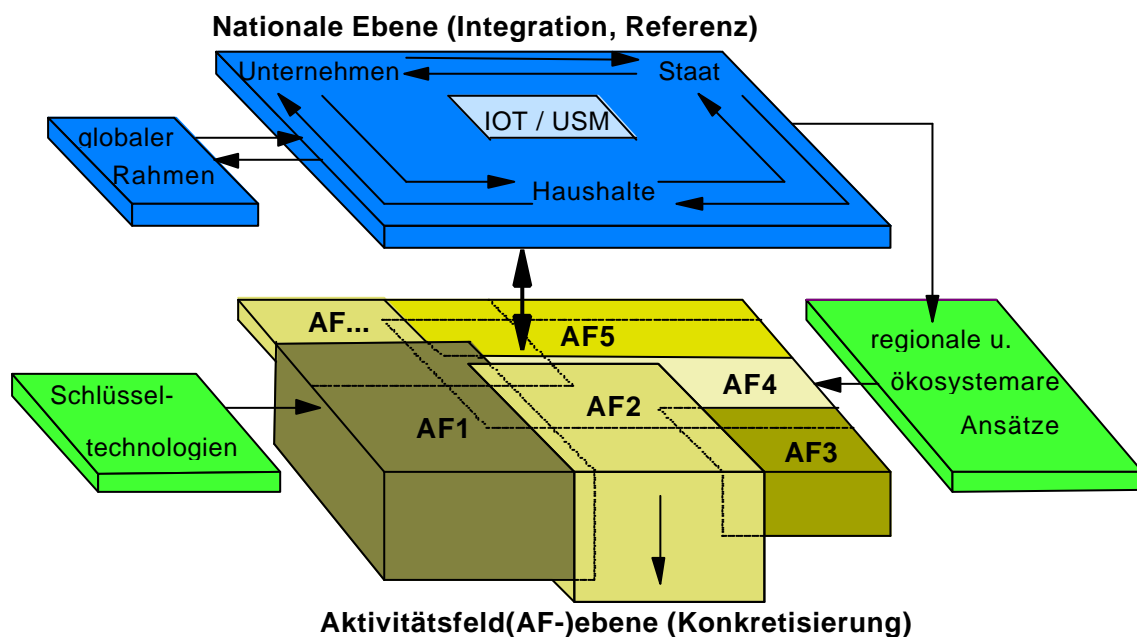 Nationale Ebene (Integration, Referenz)
Unternehmen
Staat
IOT / USM
globaler
Rahmen
Haushalte
AF...
AF5
regionale u.
ökosystemare
Ansätze
AF4
Schlüssel-
technologien
AF1
AF2
AF3
Aktivitätsfeld(AF-)ebene (Konkretisierung)